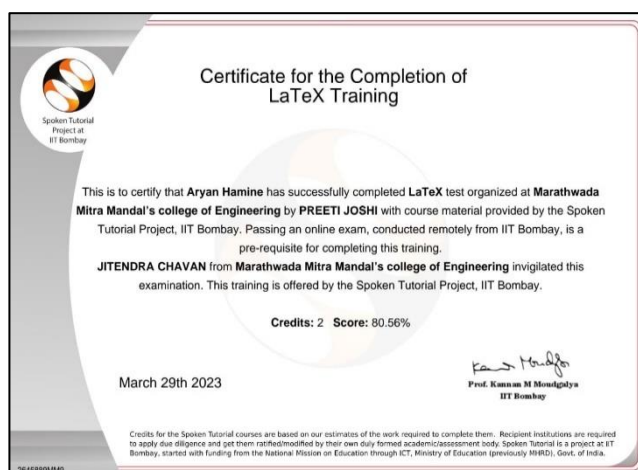 Certificate for the Completion of
LaTeX Training
Spoken Tutorial
Project at
IIT Bombay
This is to certify that Aryan Hamine has successfully completed LaTeX test organized at Marathwada
Mitra Mandal's college of Engineering by PREETI JOSHI with course material provided by the Spoken
Tutorial Project, IIT Bombay. Passing an online exam, conducted remotely from IIT Bombay, is a
pre-requisite for completing this training.
JITENDRA CHAVAN from Marathwada Mitra Mandal's college of Engineering invigilated this
examination. This training is offered by the Spoken Tutorial Project, IIT Bombay.
Credits: 2 Score: 80.56%
March 29th 2023
Prof. Kannan M Moudgalya
IIT Bombay
Credits for the Spoken Tutorial courses are based on our estimates of the work required to complete them. Recipient institutions are required
to apply due diligence and get them ratified/modified by their own duly formed academic/assessment body. Spoken Tutorial is a project at IIT
Bombay, started with funding from the National Mission on Education through ICT, Ministry of Education (previously MHRD), Govt. of India.